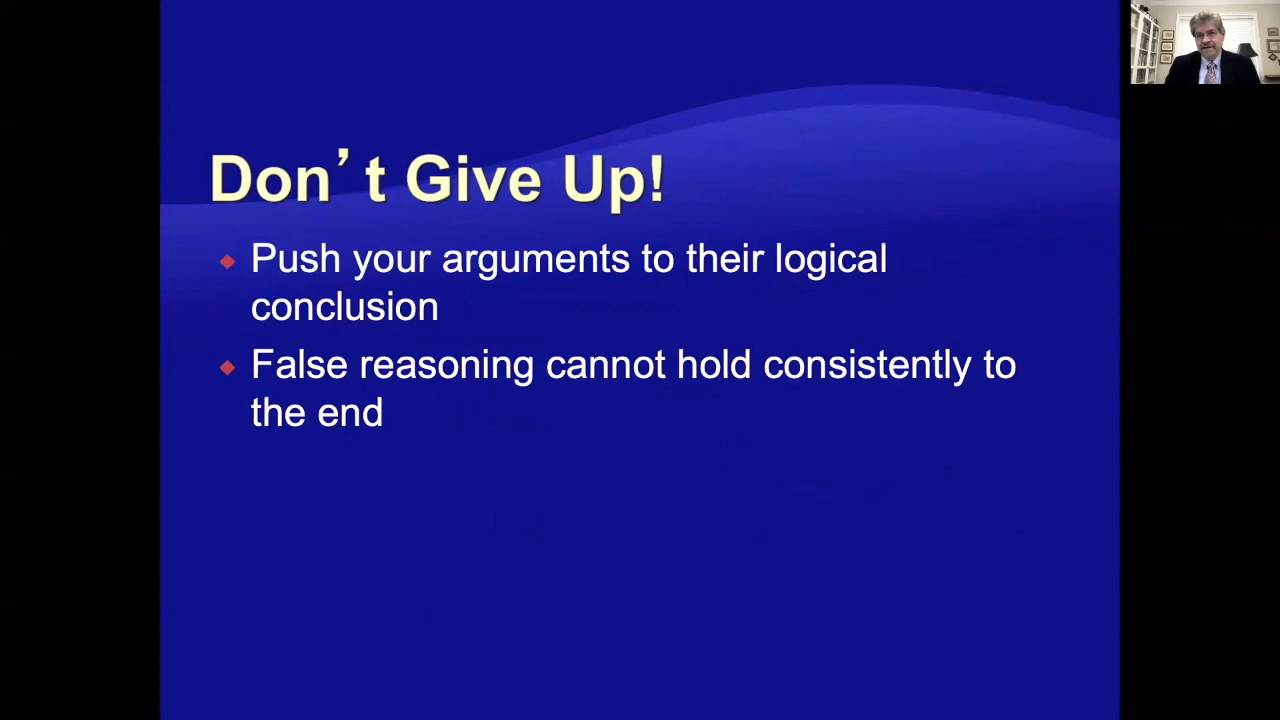 Don’t Give Up!
Push your arguments to their logical
conclusion
False reasoning cannot hold consistently to
the end